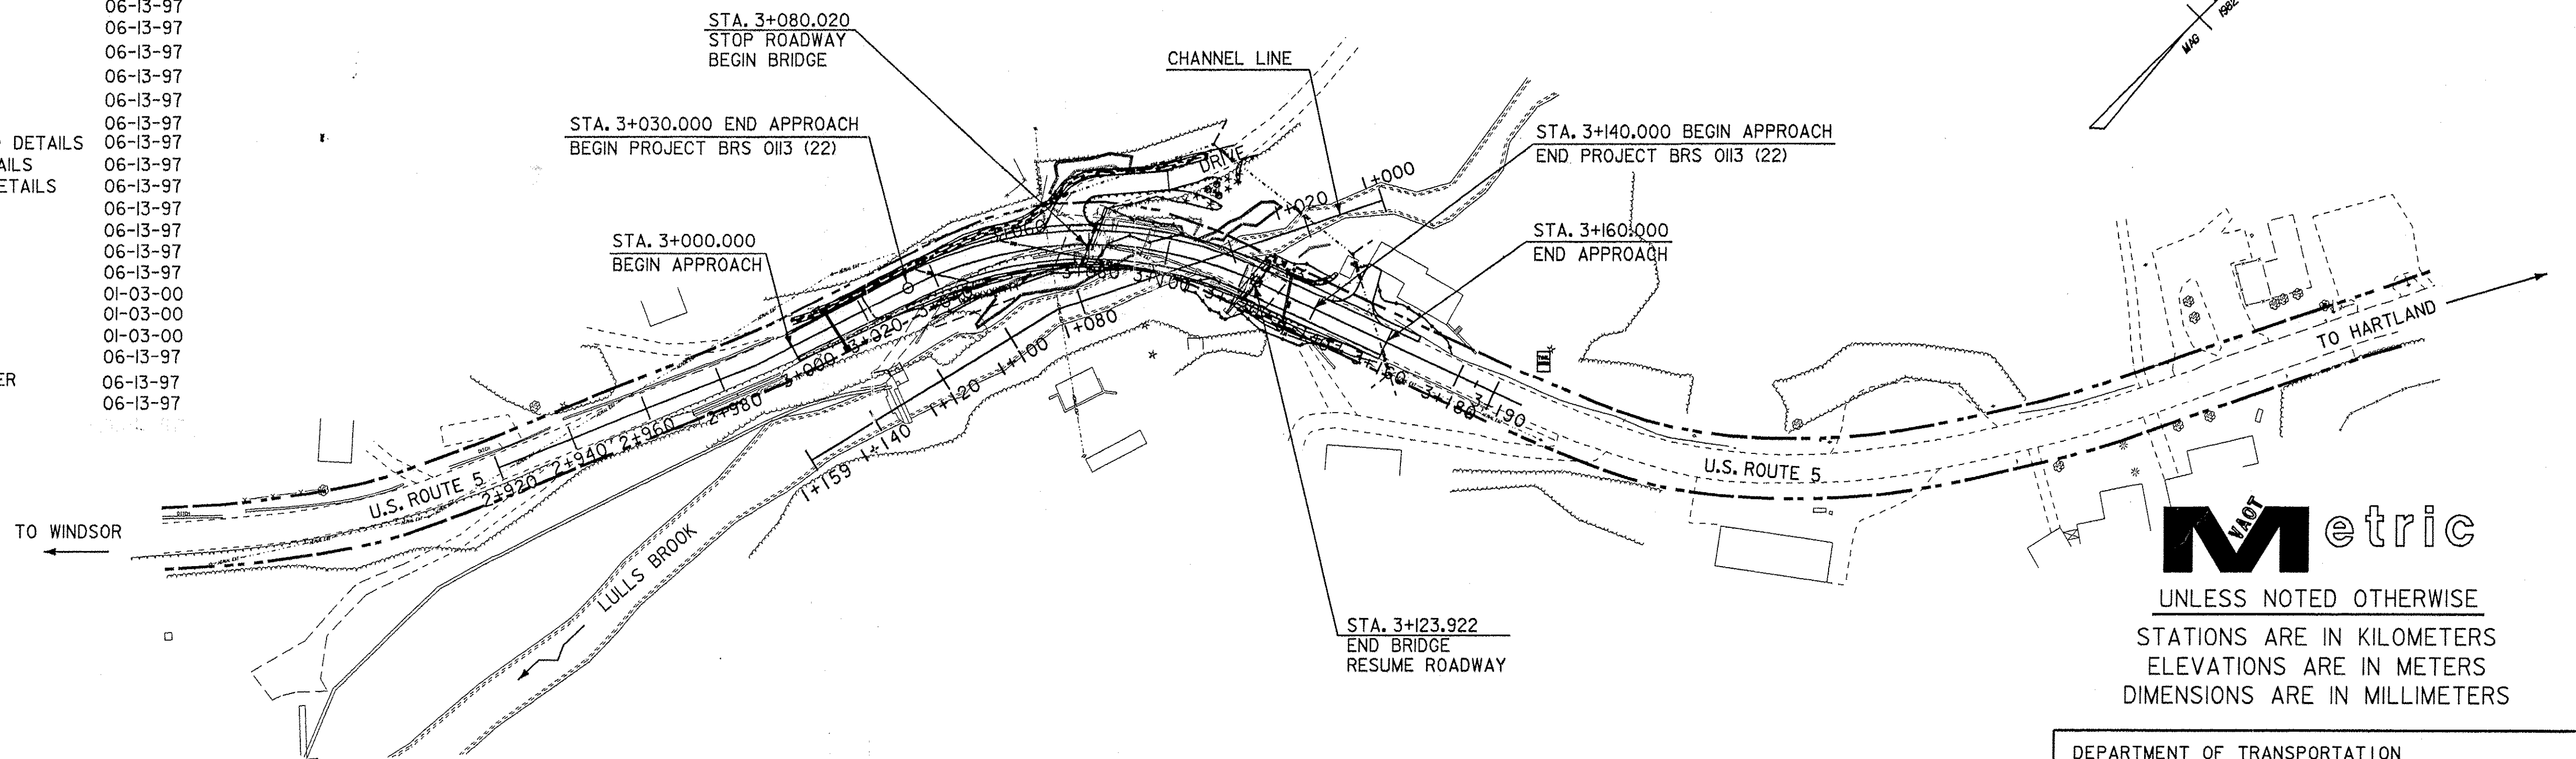 06-13-97
06-13-97
06-13-97
06-13-97
06-13-97
06-13-97
DETAILS 06-13-97
AILS 06-13-97
ETAILS 06-13-97
06-13-97
06-13-97
06-13-97
06-13-97
01-03-00
01-03-00
01-03-00
06-13-97
ER 06-13-97
06-13-97
STA. 3+080.020
STOP ROADWAY
BEGIN BRIDGE
CHANNEL LINE
MAG 1982
STA. 3+030.000 END APPROACH
BEGIN PROJECT BRS 0113 (22)
STA. 3+140.000 BEGIN APPROACH
END PROJECT BRS 0113 (22)
DRIVE
1+000
1+020
STA. 3+000.000
BEGIN APPROACH
STA. 3+160.000
END APPROACH
1+080
1+100
1+120
1+140
1+159
2+920
2+940
2+960
2+980
3+000
3+020
3+100
3+160
3+180
3+190
U.S. ROUTE 5
U.S. ROUTE 5
TO HARTLAND
TO WINDSOR
LULLS BROOK
STA. 3+123.922
END BRIDGE
RESUME ROADWAY
VAOT
Metric
UNLESS NOTED OTHERWISE
STATIONS ARE IN KILOMETERS
ELEVATIONS ARE IN METERS
DIMENSIONS ARE IN MILLIMETERS
DEPARTMENT OF TRANSPORTATION